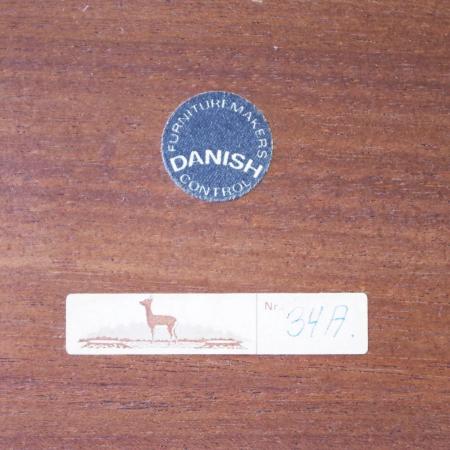 FURNITUREMAKERS
DANISH
CONTROL
Nr. 34A.